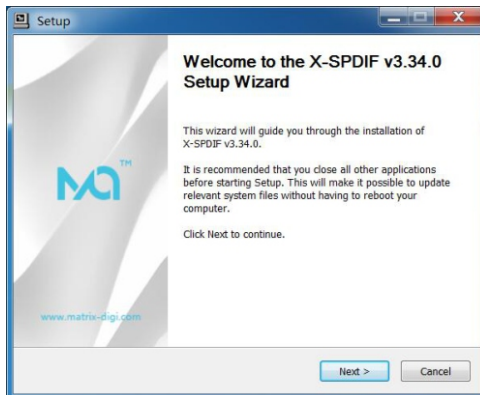 Setup
Welcome to the X-SPDIF v3.34.0
Setup Wizard
This wizard will guide you through the installation of
X-SPDIF v3.34.0.
It is recommended that you close all other applications
before starting Setup. This will make it possible to update
relevant system files without having to reboot your
computer.
Click Next to continue.
TM
www.matrix-digi.com
Next >
Cancel